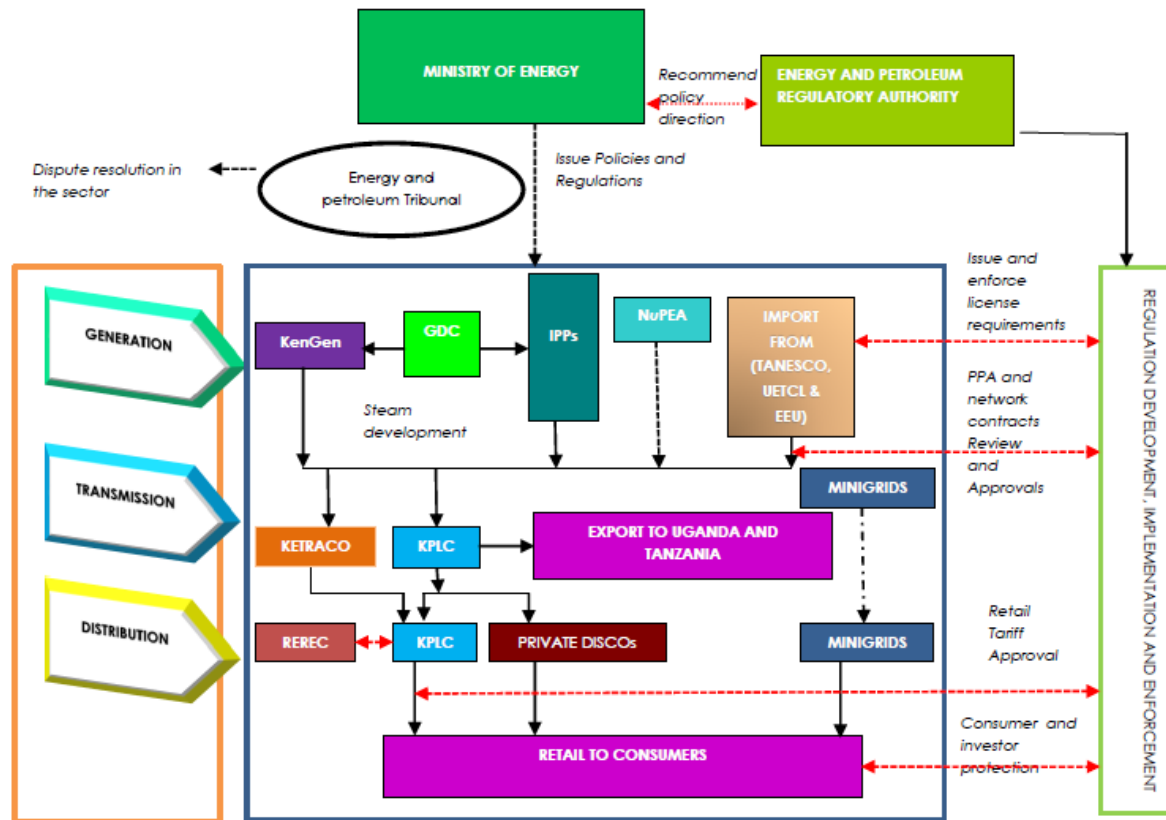 MINISTRY OF ENERGY
Recommend
policy
direction
ENERGY AND PETROLEUM
REGULATORY AUTHORITY
Dispute resolution in
the sector
Energy and
petroleum Tribunal
Issue Policies and
Regulations
GENERATION
KenGen
GDC
IPPs
NuPEA
IMPORT
FROM
(TANESCO,
UETCL &
EEU)
Issue and
enforce
license
requirements
Steam
development
PPA and
network
contracts
Review
and
Approvals
TRANSMISSION
MINIGRIDS
KETRACO
KPLC
EXPORT TO UGANDA AND
TANZANIA
DISTRIBUTION
REREC
KPLC
PRIVATE DISCOs
MINIGRIDS
Retail
Tariff
Approval
RETAIL TO CONSUMERS
Consumer and
investor
protection
REGULATION DEVELOPMENT, IMPLEMENTATION AND ENFORCEMENT